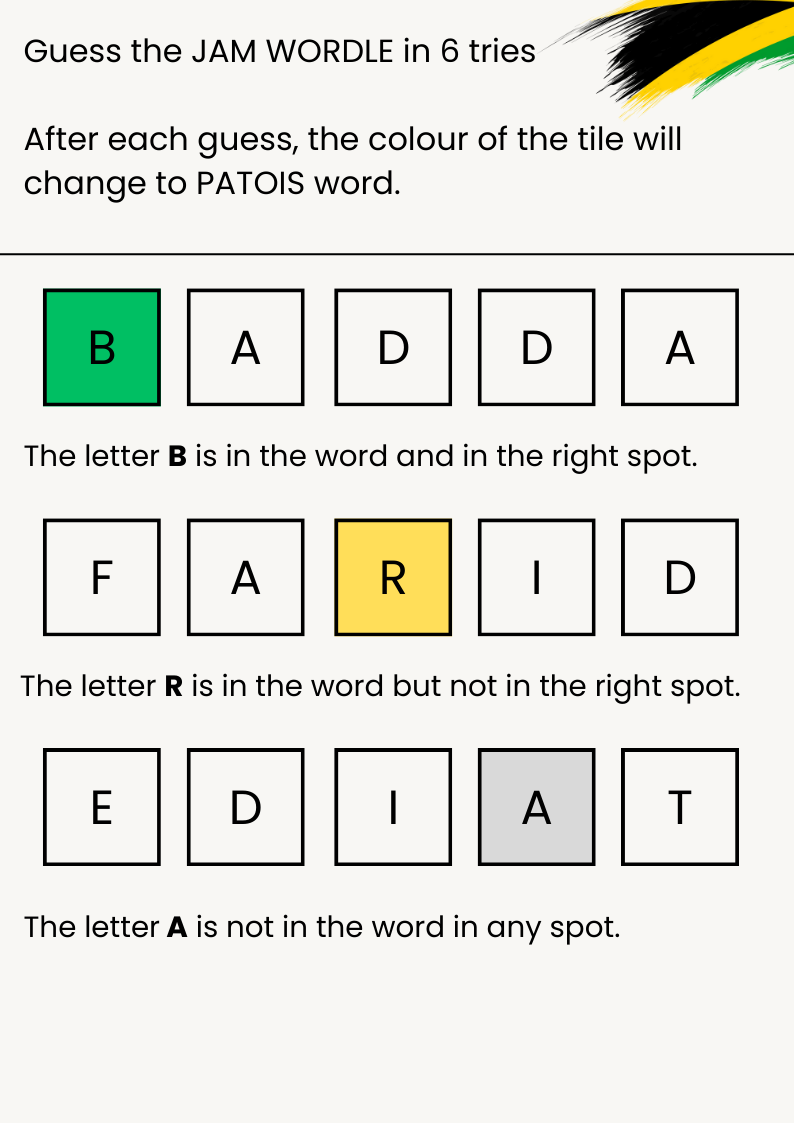 Guess the JAM WORDLE in 6 tries
After each guess, the colour of the tile will
change to PATOIS word.
B A D D A
The letter B is in the word and in the right spot.
F A R I D
The letter R is in the word but not in the right spot.
E D I A T
The letter A is not in the word in any spot.